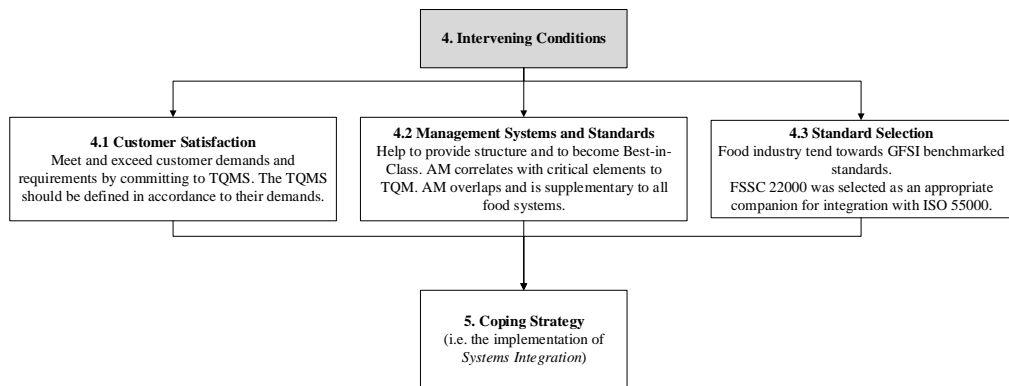 4. Intervening Conditions
4.1 Customer Satisfaction
Meet and exceed customer demands and
requirements by committing to TQMS. The TQMS
should be defined in accordance to their demands.
4.2 Management Systems and Standards
Help to provide structure and to become Best-in-
Class. AM correlates with critical elements to
TQM. AM overlaps and is supplementary to all
food systems.
4.3 Standard Selection
Food industry tend towards GFSI benchmarked
standards.
FSSC 22000 was selected as an appropriate
companion for integration with ISO 55000.
5. Coping Strategy
(i.e. the implementation of
Systems Integration)